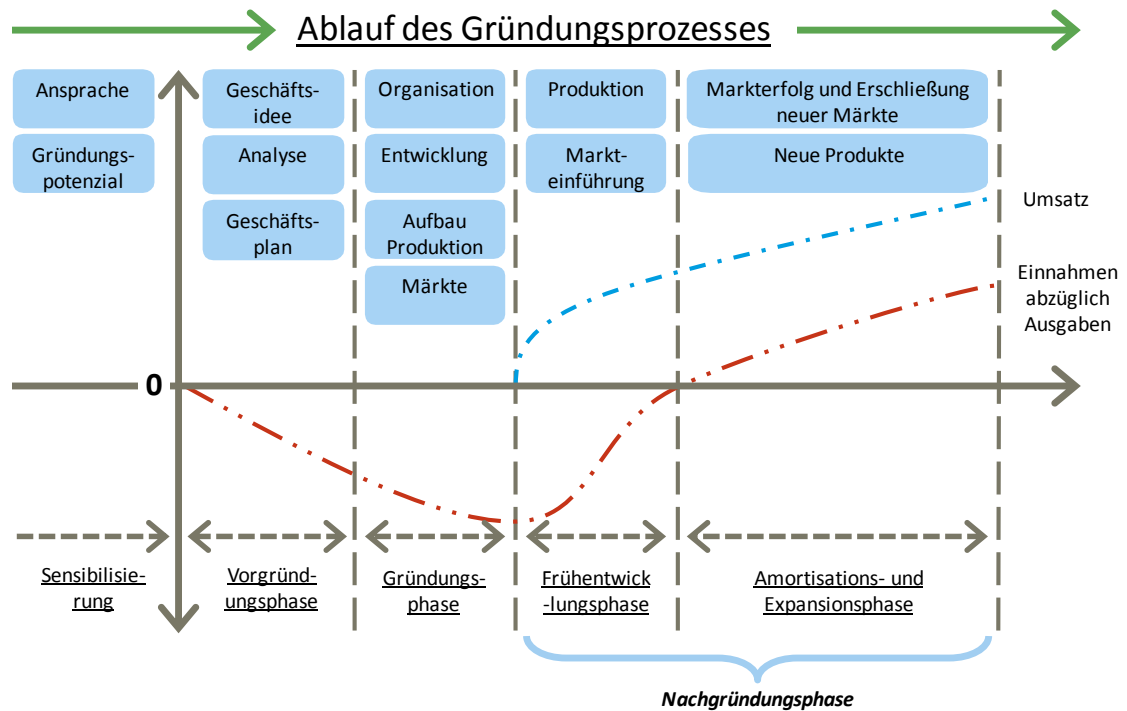 Ablauf des Gründungsprozesses
Ansprache
Gründungs-
potenzial
Geschäfts-
idee
Analyse
Geschäfts-
plan
Organisation
Entwicklung
Aufbau
Produktion
Märkte
Produktion
Markt-
einführung
Markterfolg und Erschließung
neuer Märkte
Neue Produkte
Umsatz
Einnahmen
abzüglich
Ausgaben
0
Sensibilisie-
rung
Vorgründ-
ungsphase
Gründungs-
phase
Frühentwick
-lungsphase
Amortisations- und
Expansionsphase
Nachgründungsphase